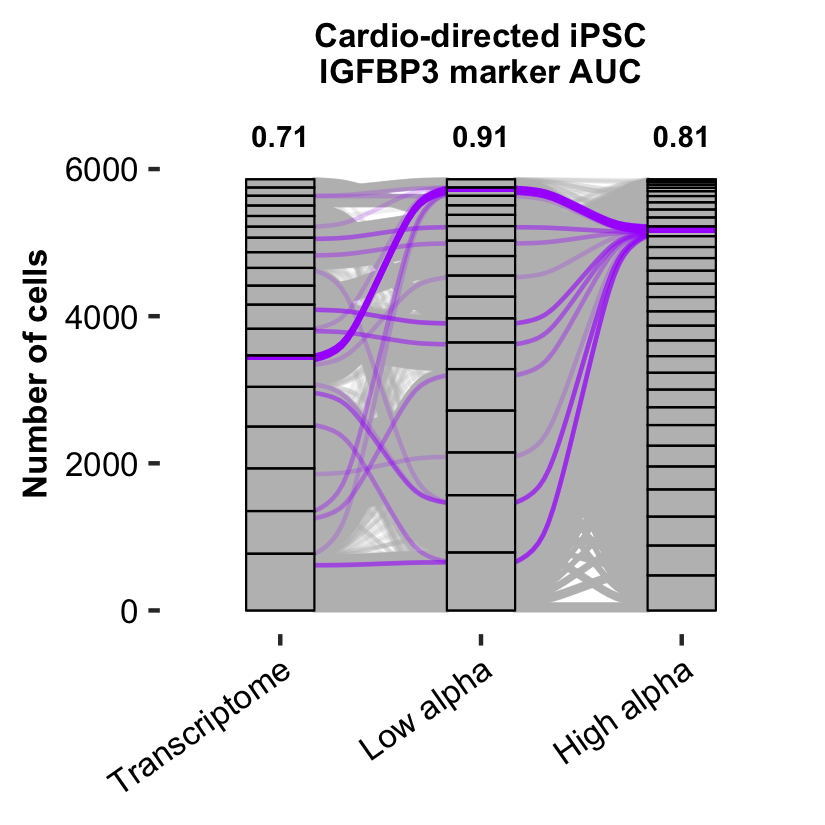 Cardio-directed iPSC
IGFBP3 marker AUC
0.71 0.91 0.81
Number of cells
6000
4000
2000
0
Transcriptome
Low alpha
High alpha